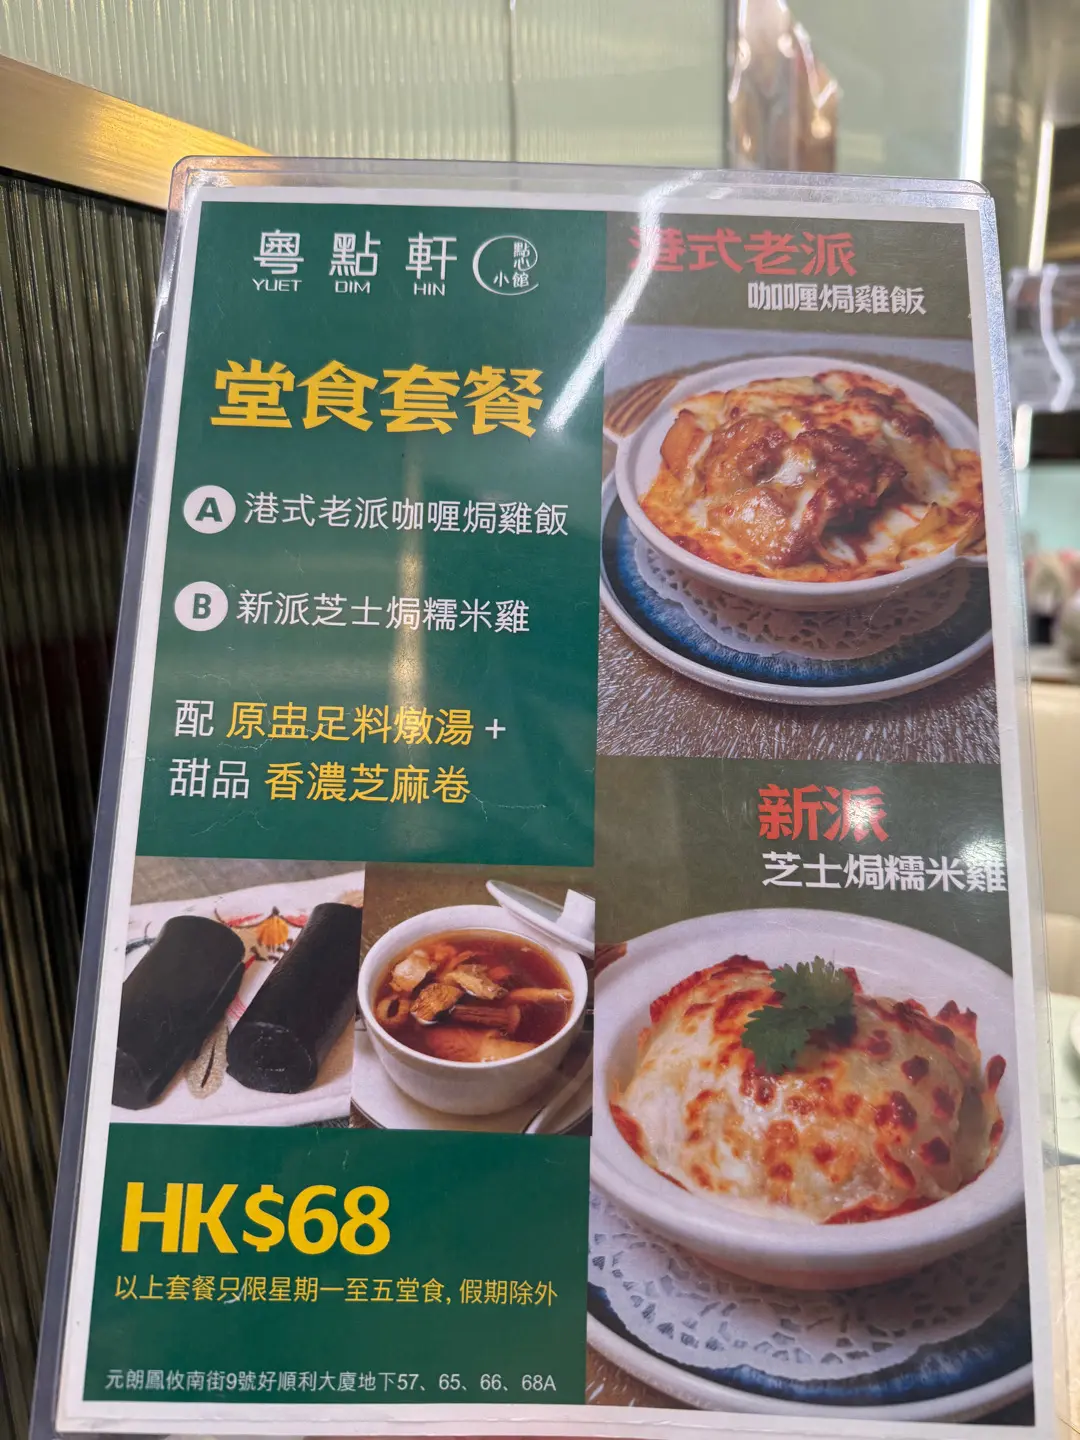 粵點軒
YUET DIM HIN
點心
小館
堂食套餐
A 港式老派咖喱焗雞飯
B 新派芝士焗糯米雞
配 原盅足料燉湯 +
甜品 香濃芝麻卷
HK$68
以上套餐只限星期一至五堂食, 假期除外
元朗鳳攸南街9號好順利大廈地下57、65、66、68A
港式老派
咖喱焗雞飯
新派
芝士焗糯米雞